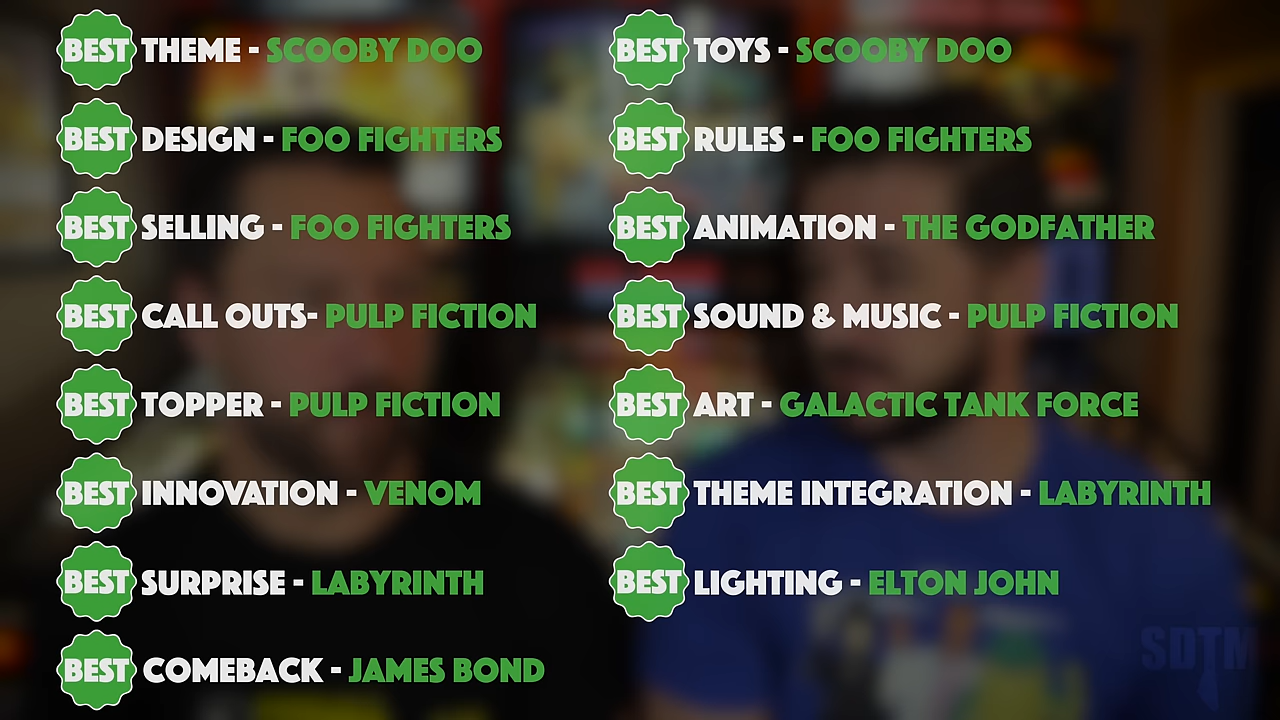 BEST THEME - SCOOBY DOO
BEST DESIGN - FOO FIGHTERS
BEST SELLING - FOO FIGHTERS
BEST CALL OUTS- PULP FICTION
BEST TOPPER - PULP FICTION
BEST INNOVATION - VENOM
BEST SURPRISE - LABYRINTH
BEST COMEBACK - JAMES BOND
BEST TOYS - SCOOBY DOO
BEST RULES - FOO FIGHTERS
BEST ANIMATION - THE GODFATHER
BEST SOUND & MUSIC - PULP FICTION
BEST ART - GALACTIC TANK FORCE
BEST THEME INTEGRATION - LABYRINTH
BEST LIGHTING - ELTON JOHN
SDTM